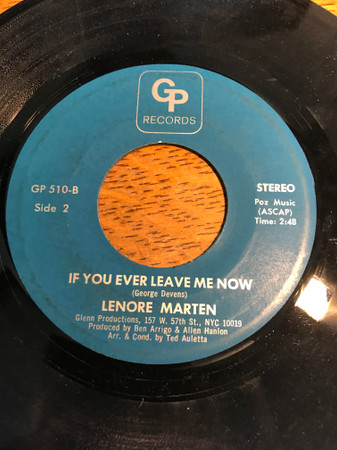 GP
RECORDS
GP 510-B
Side 2
STEREO
Poz Music
(ASCAP)
Time: 2:48
IF YOU EVER LEAVE ME NOW
(George Devens)
LENORE MARTEN
Glenn Productions, 157 W. 57th St., NYC 10019
Produced by Ben Arrigo & Allen Hanlon
Arr. & Cond. by Ted Auletta